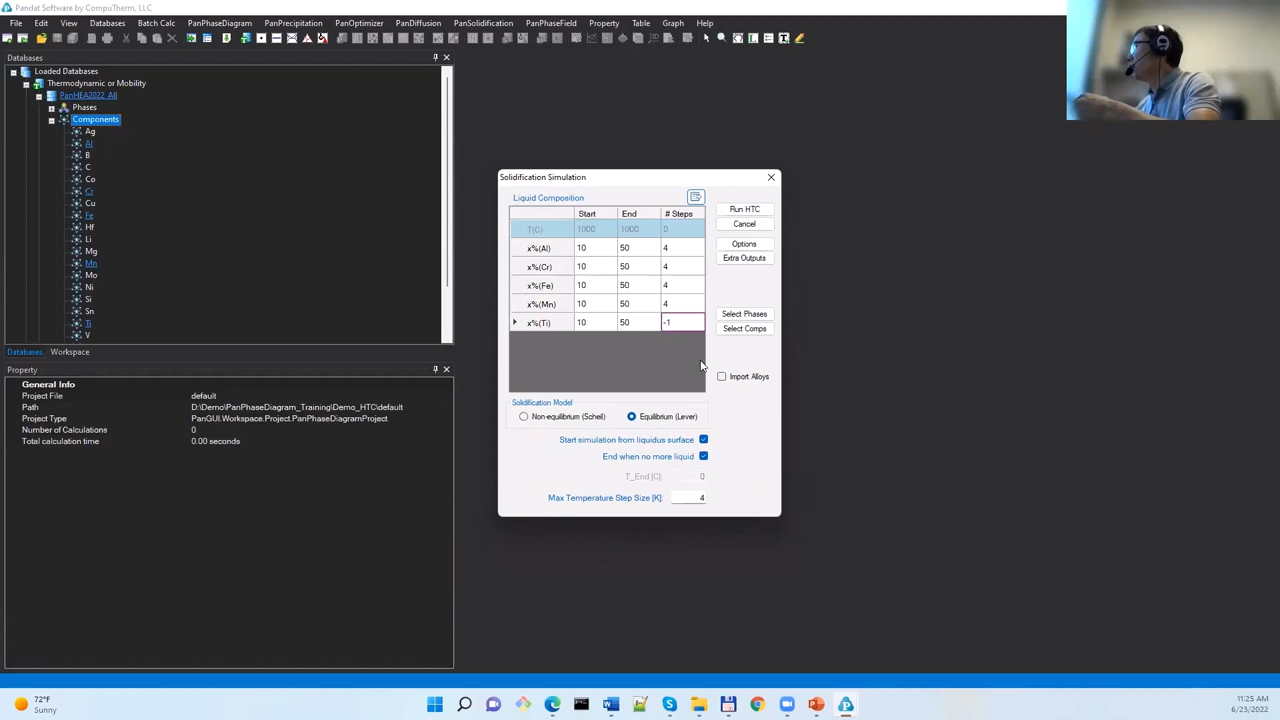 Pandat Software by CompuTherm, LLC
File Edit View Databases Batch Calc PanPhaseDiagram PanPrecipitation PanOptimizer PanDiffusion PanSolidification PanPhaseField Property Table Graph Help
Databases
Loaded Databases
Thermodynamic or Mobility
PanHEA2022_All
Phases
Components
Ag
Al
B
C
Co
Cr
Cu
Fe
Hf
Li
Mg
Mn
Mo
Ni
Si
Sn
Ti
V
Databases Workspace
Property
General Info
Project File default
Path D:\Demo\PanPhaseDiagram_Training\Demo_HTC\default
Project Type PanGUI.Workspace.Project.PanPhaseDiagramProject
Number of Calculations 0
Total calculation time 0.00 seconds
Solidification Simulation
Liquid Composition
Start End # Steps
T(C) 1000 1000 0
x%(Al) 10 50 4
x%(Cr) 10 50 4
x%(Fe) 10 50 4
x%(Mn) 10 50 4
x%(Ti) 10 50 -1
Run HTC
Cancel
Options
Extra Outputs
Select Phases
Select Comps
Import Alloys
Solidification Model
Non-equilibrium (Scheil) Equilibrium (Lever)
Start simulation from liquidus surface
End when no more liquid
T_End [C]: 0
Max Temperature Step Size [K]: 4
72°F
Sunny
11:25 AM
6/23/2022